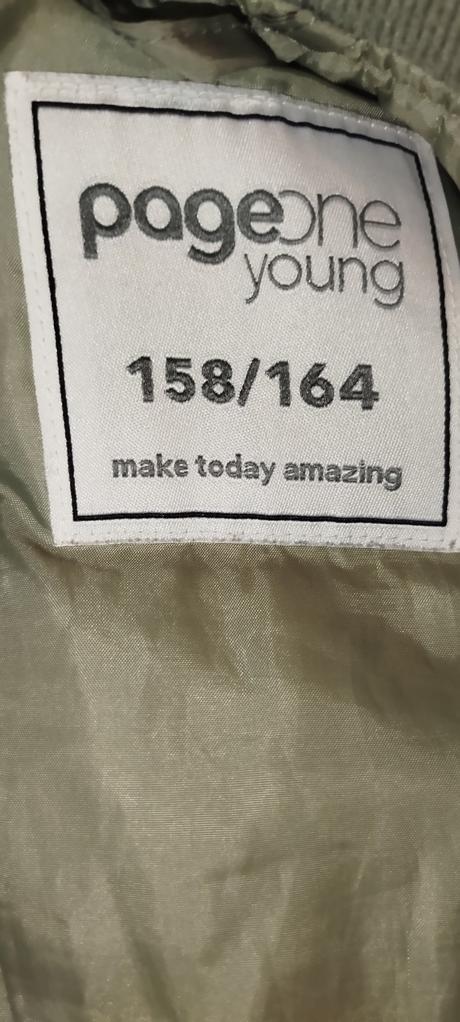 pageone
young
158/164
make today amazing